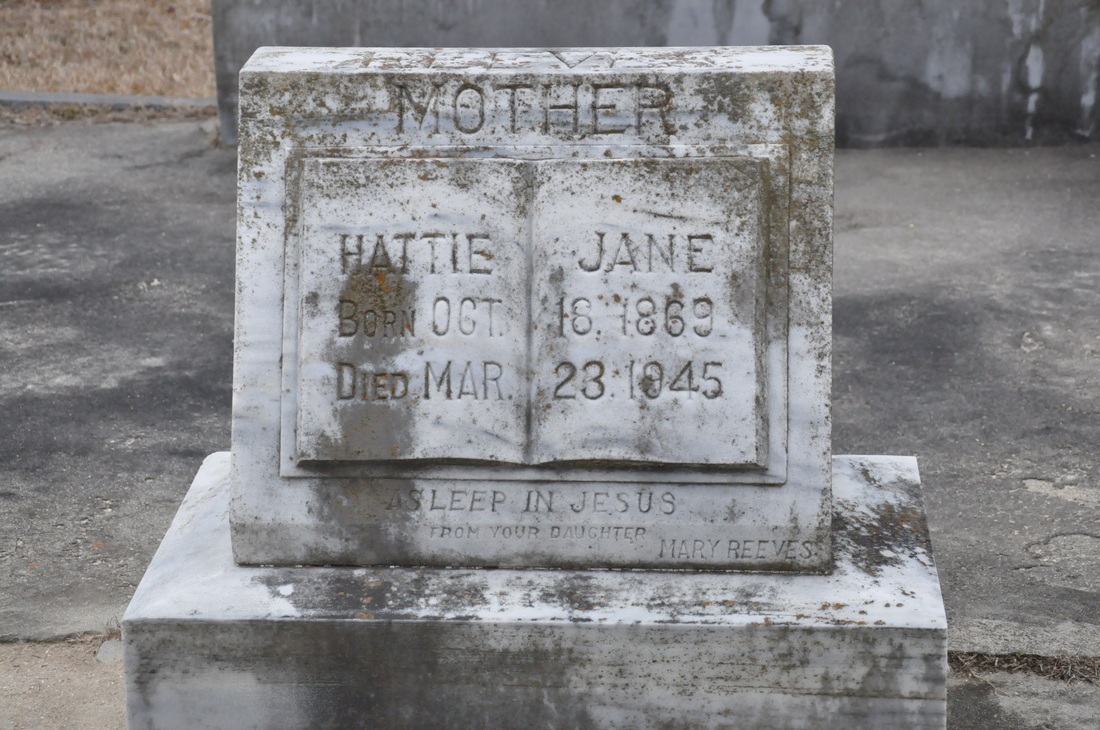 MOTHER
HATTIE JANE
BORN OCT. 18. 1869
DIED MAR. 23. 1945
ASLEEP IN JESUS
FROM YOUR DAUGHTER
MARY REEVES